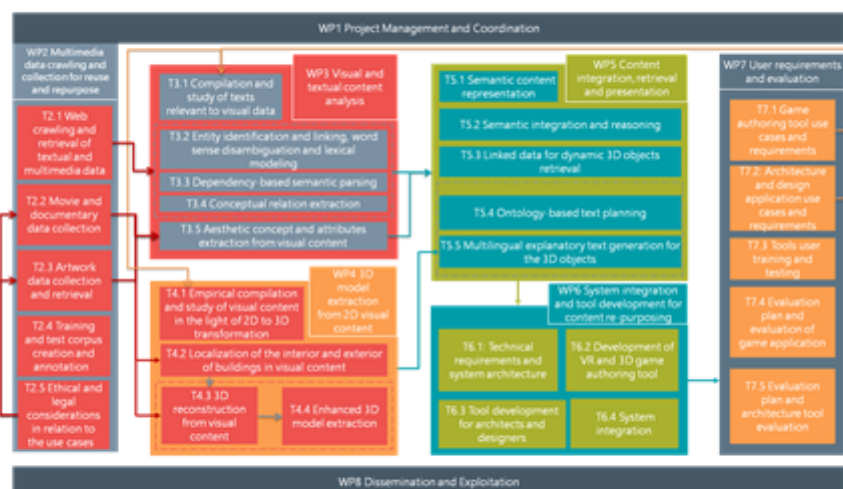 WP1 Project Management and Coordination
WP2 Multimedia
data crawling and
collection for reuse
and repurpose
T2.1 Web
crawling and
retrieval of
textual and
multimedia data
T2.2 Movie and
documentary
data collection
T2.3 Artwork
data collection
and retrieval
T2.4 Training
and test corpus
creation and
annotation
T2.5 Ethical and
legal
considerations
in relation to
the use cases
WP3 Visual and
textual content
analysis
T3.1 Compilation and
study of texts
relevant to visual data
T3.2 Entity identification and linking, word
sense disambiguation and lexical
modeling
T3.3 Dependency-based semantic parsing
T3.4 Conceptual relation extraction
T3.5 Aesthetic concept and attributes
extraction from visual content
WP4 3D
model
extraction
from 2D visual
content
T4.1 Empirical compilation
and study of visual content
in the light of 2D to 3D
transformation
T4.2 Localization of the interior and exterior
of buildings in visual content
T4.3 3D
reconstruction
from visual
content
T4.4 Enhanced 3D
model extraction
WP5 Content
integration, retrieval
and presentation
T5.1 Semantic content
representation
T5.2 Semantic integration and reasoning
T5.3 Linked data for dynamic 3D objects
retrieval
T5.4 Ontology-based text planning
T5.5 Multilingual explanatory text generation for
the 3D objects
WP6 System integration
and tool development for
content re-purposing
T6.1: Technical
requirements and
system architecture
T6.2 Development of
VR and 3D game
authoring tool
T6.3 Tool development
for architects and
designers
T6.4 System
integration
WP7 User requirements
and evaluation
T7.1 Game
authoring tool use
cases and
requirements
T7.2: Architecture
and design
application use
cases and
requirements
T7.3 Tools user
training and
testing
T7.4 Evaluation
plan and
evaluation of
game application
T7.5 Evaluation
plan and
architecture tool
evaluation
WP8 Dissemination and Exploitation